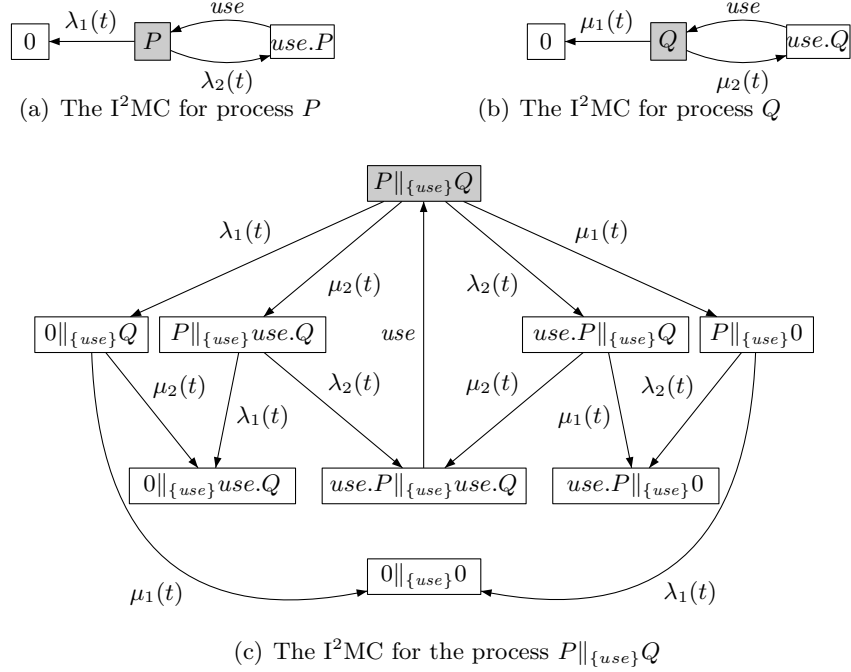 λ₁(t) use μ₁(t) use
0 P use.P 0 Q use.Q
λ₂(t) μ₂(t)
(a) The I²MC for process P (b) The I²MC for process Q
P||_{use}Q
λ₁(t) μ₁(t)
μ₂(t) λ₂(t)
0||_{use}Q P||_{use}use.Q use use.P||_{use}Q P||_{use}0
μ₂(t) λ₂(t) μ₂(t) λ₂(t)
λ₁(t) μ₁(t)
0||_{use}use.Q use.P||_{use}use.Q use.P||_{use}0
0||_{use}0
μ₁(t) λ₁(t)
(c) The I²MC for the process P||_{use}Q